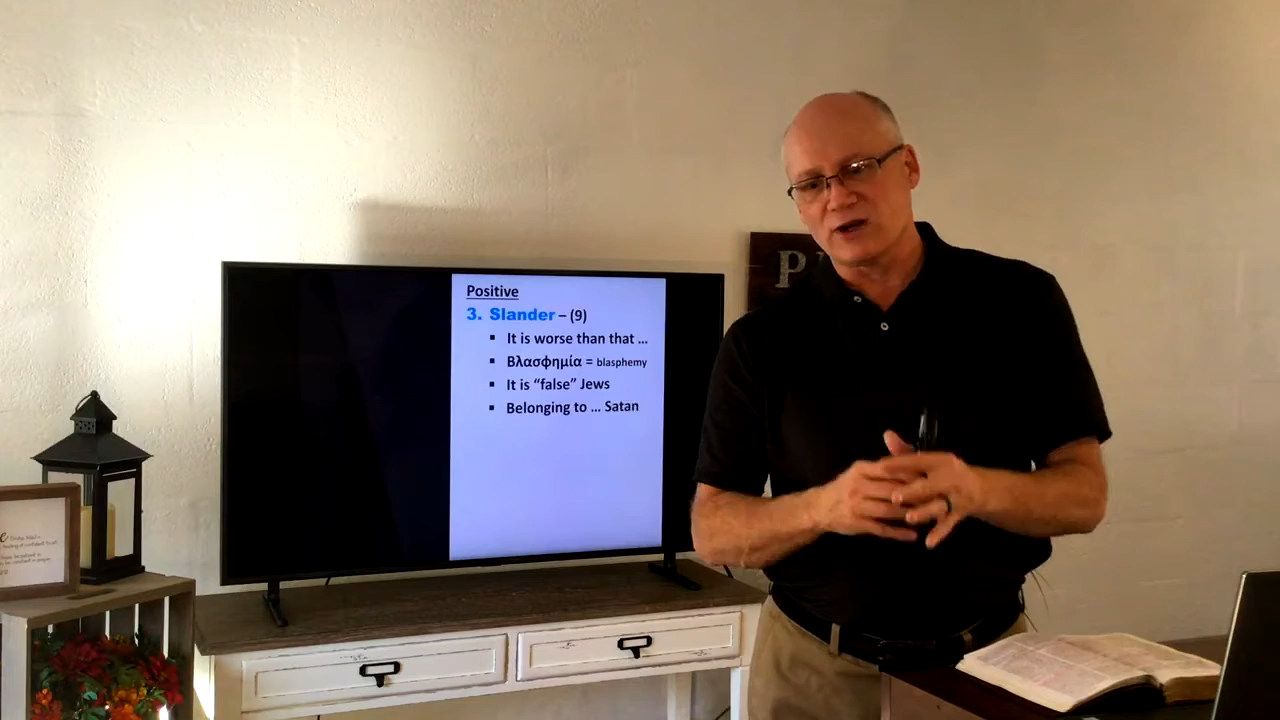 Positive
3. Slander – (9)
▪ It is worse than that ...
▪ Βλασφημία = blasphemy
▪ It is “false” Jews
▪ Belonging to ... Satan
P